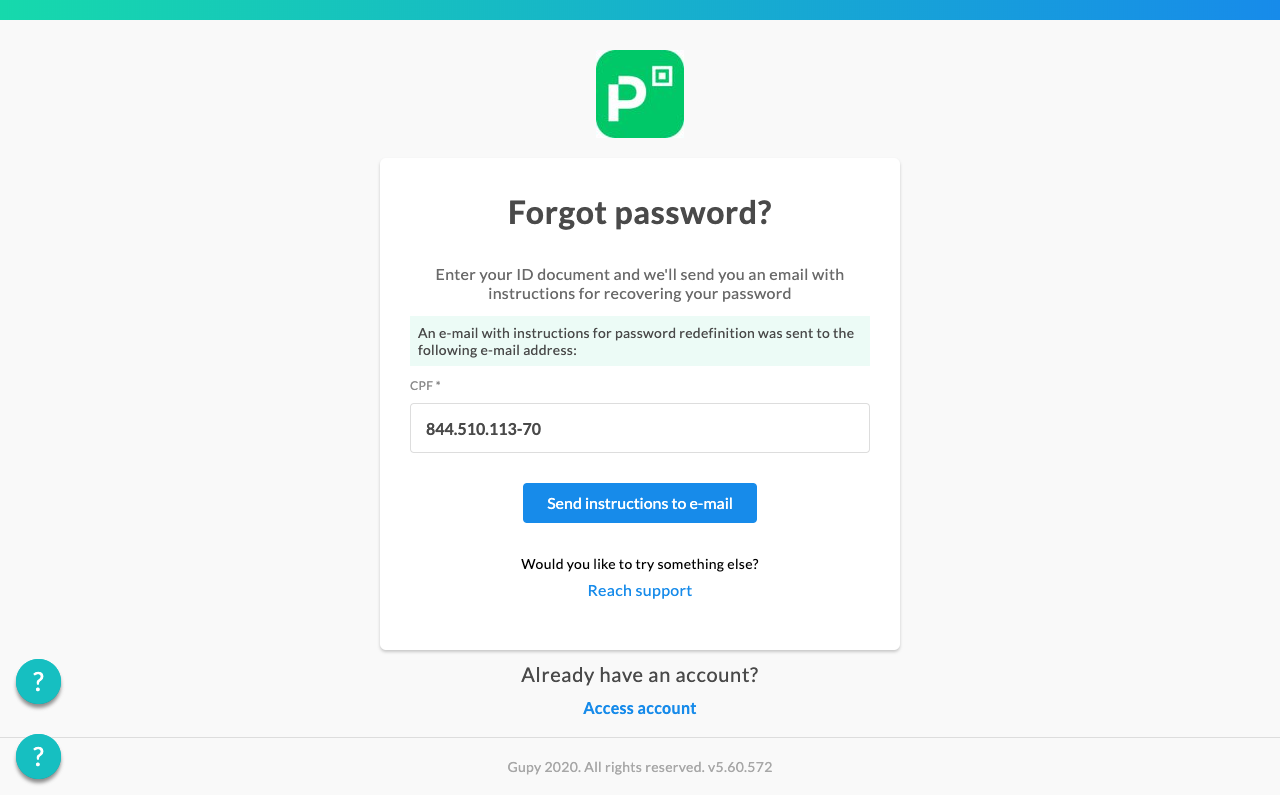 P
Forgot password?
Enter your ID document and we'll send you an email with
instructions for recovering your password
An e-mail with instructions for password redefinition was sent to the
following e-mail address:
CPF *
844.510.113-70
Send instructions to e-mail
Would you like to try something else?
Reach support
Already have an account?
Access account
?
?
Gupy 2020. All rights reserved. v5.60.572